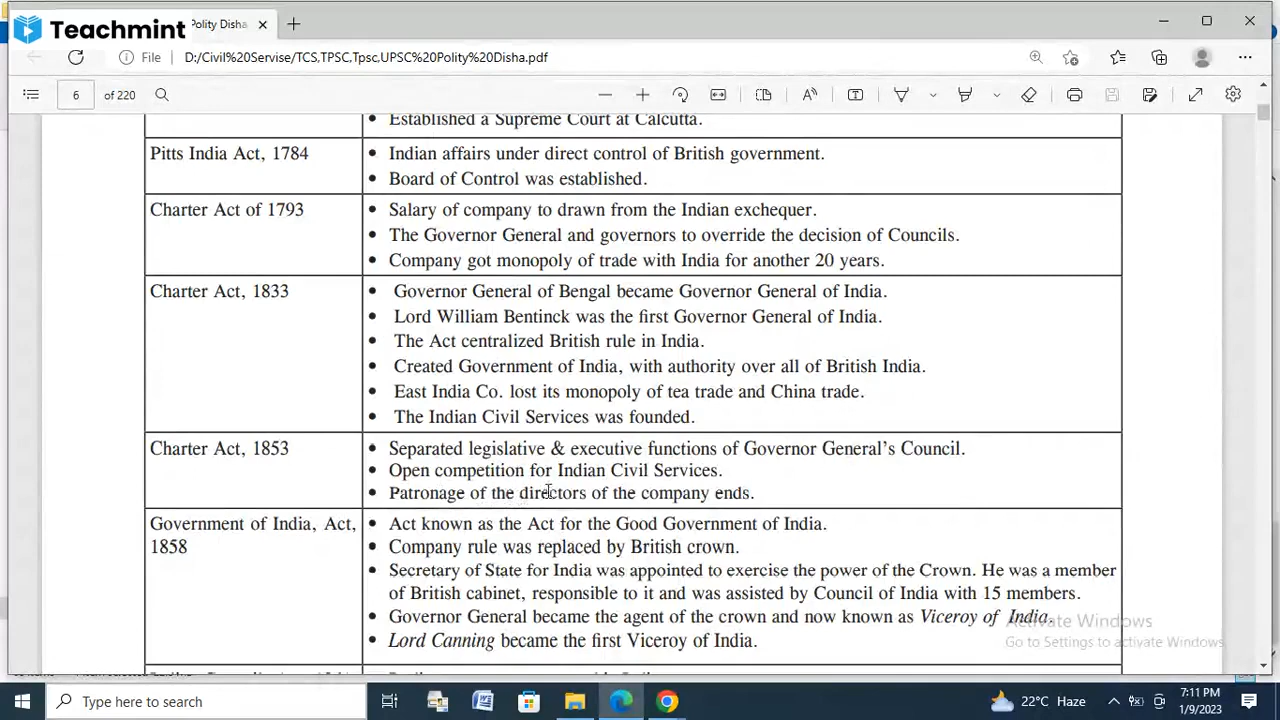 Teachmint
Polity Disha
File D:/Civil%20Servise/TCS,TPSC,Tpsc,UPSC%20Polity%20Disha.pdf
6 of 220
Established a Supreme Court at Calcutta.
Pitts India Act, 1784
• Indian affairs under direct control of British government.
• Board of Control was established.
Charter Act of 1793
• Salary of company to drawn from the Indian exchequer.
• The Governor General and governors to override the decision of Councils.
• Company got monopoly of trade with India for another 20 years.
Charter Act, 1833
• Governor General of Bengal became Governor General of India.
• Lord William Bentinck was the first Governor General of India.
• The Act centralized British rule in India.
• Created Government of India, with authority over all of British India.
• East India Co. lost its monopoly of tea trade and China trade.
• The Indian Civil Services was founded.
Charter Act, 1853
• Separated legislative & executive functions of Governor General's Council.
• Open competition for Indian Civil Services.
• Patronage of the directors of the company ends.
Government of India, Act,
1858
• Act known as the Act for the Good Government of India.
• Company rule was replaced by British crown.
• Secretary of State for India was appointed to exercise the power of the Crown. He was a member
of British cabinet, responsible to it and was assisted by Council of India with 15 members.
• Governor General became the agent of the crown and now known as Viceroy of India.
• Lord Canning became the first Viceroy of India.
Activate Windows
Go to Settings to activate Windows.
Type here to search
22°C Haze
7:11 PM
1/9/2023